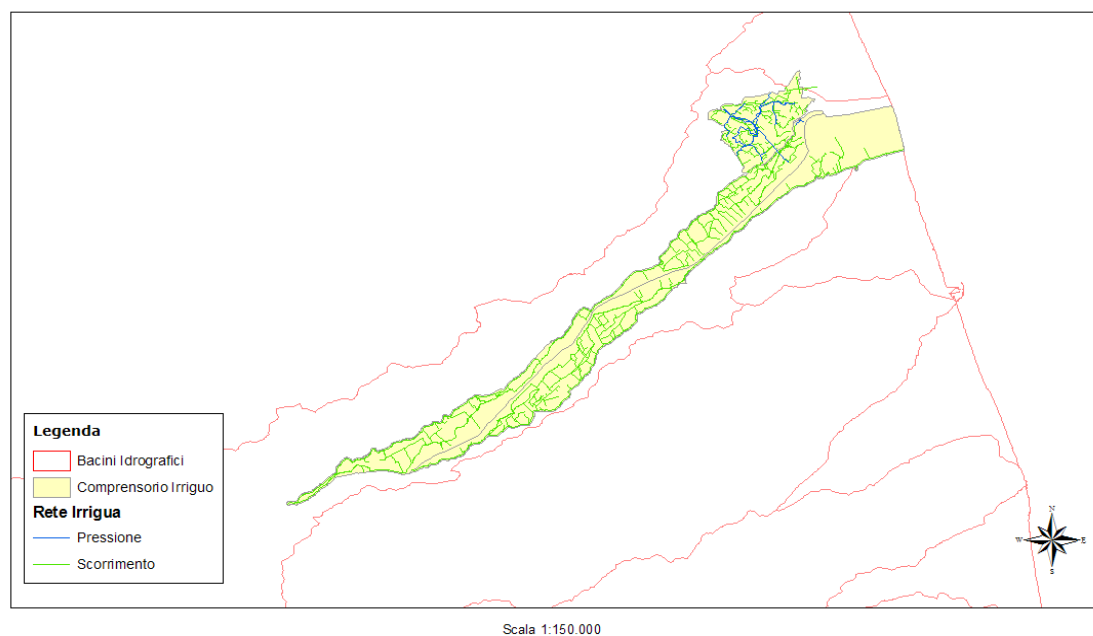 Legenda
Bacini Idrografici
Comprensorio Irriguo
Rete Irrigua
Pressione
Scorrimento
N
W E
S
Scala 1:150.000